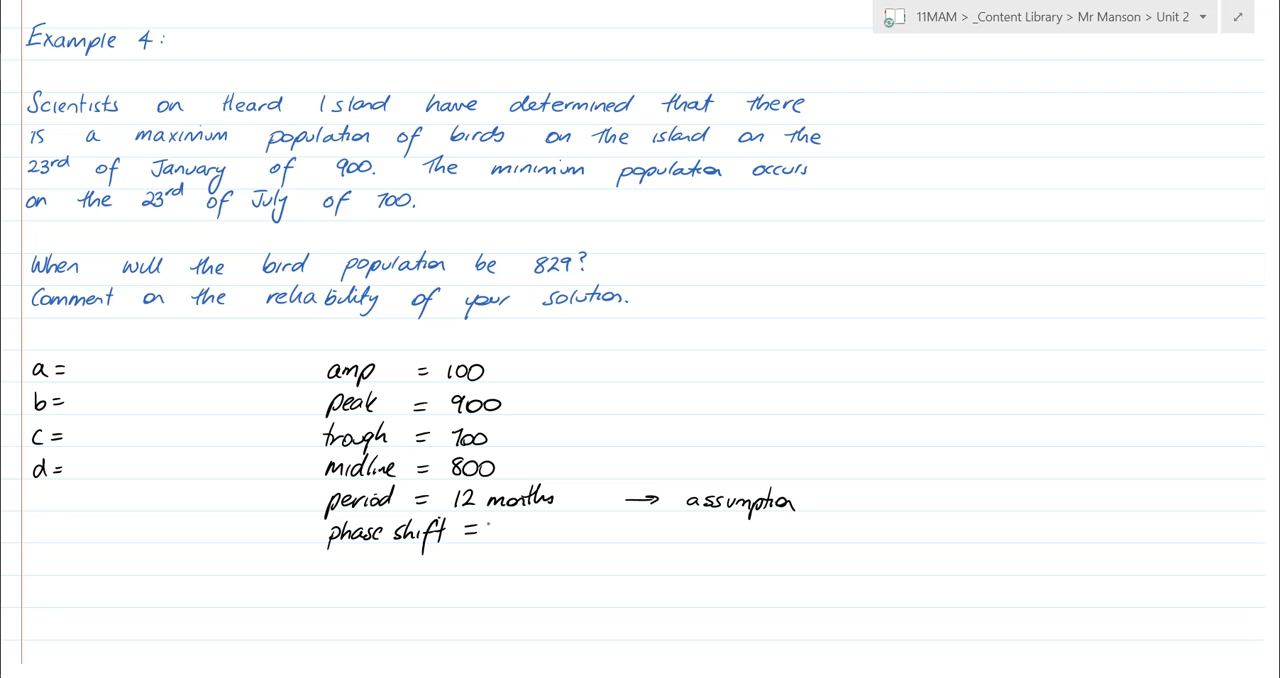 11MAM > _Content Library > Mr Manson > Unit 2
Example 4:
Scientists on Heard Island have determined that there
is a maximum population of birds on the island on the
23rd of January of 900. The minimum population occurs
on the 23rd of July of 700.
When will the bird population be 829?
Comment on the reliability of your solution.
a =
b =
c =
d =
amp = 100
peak = 900
trough = 700
midline = 800
period = 12 months → assumption
phase shift =